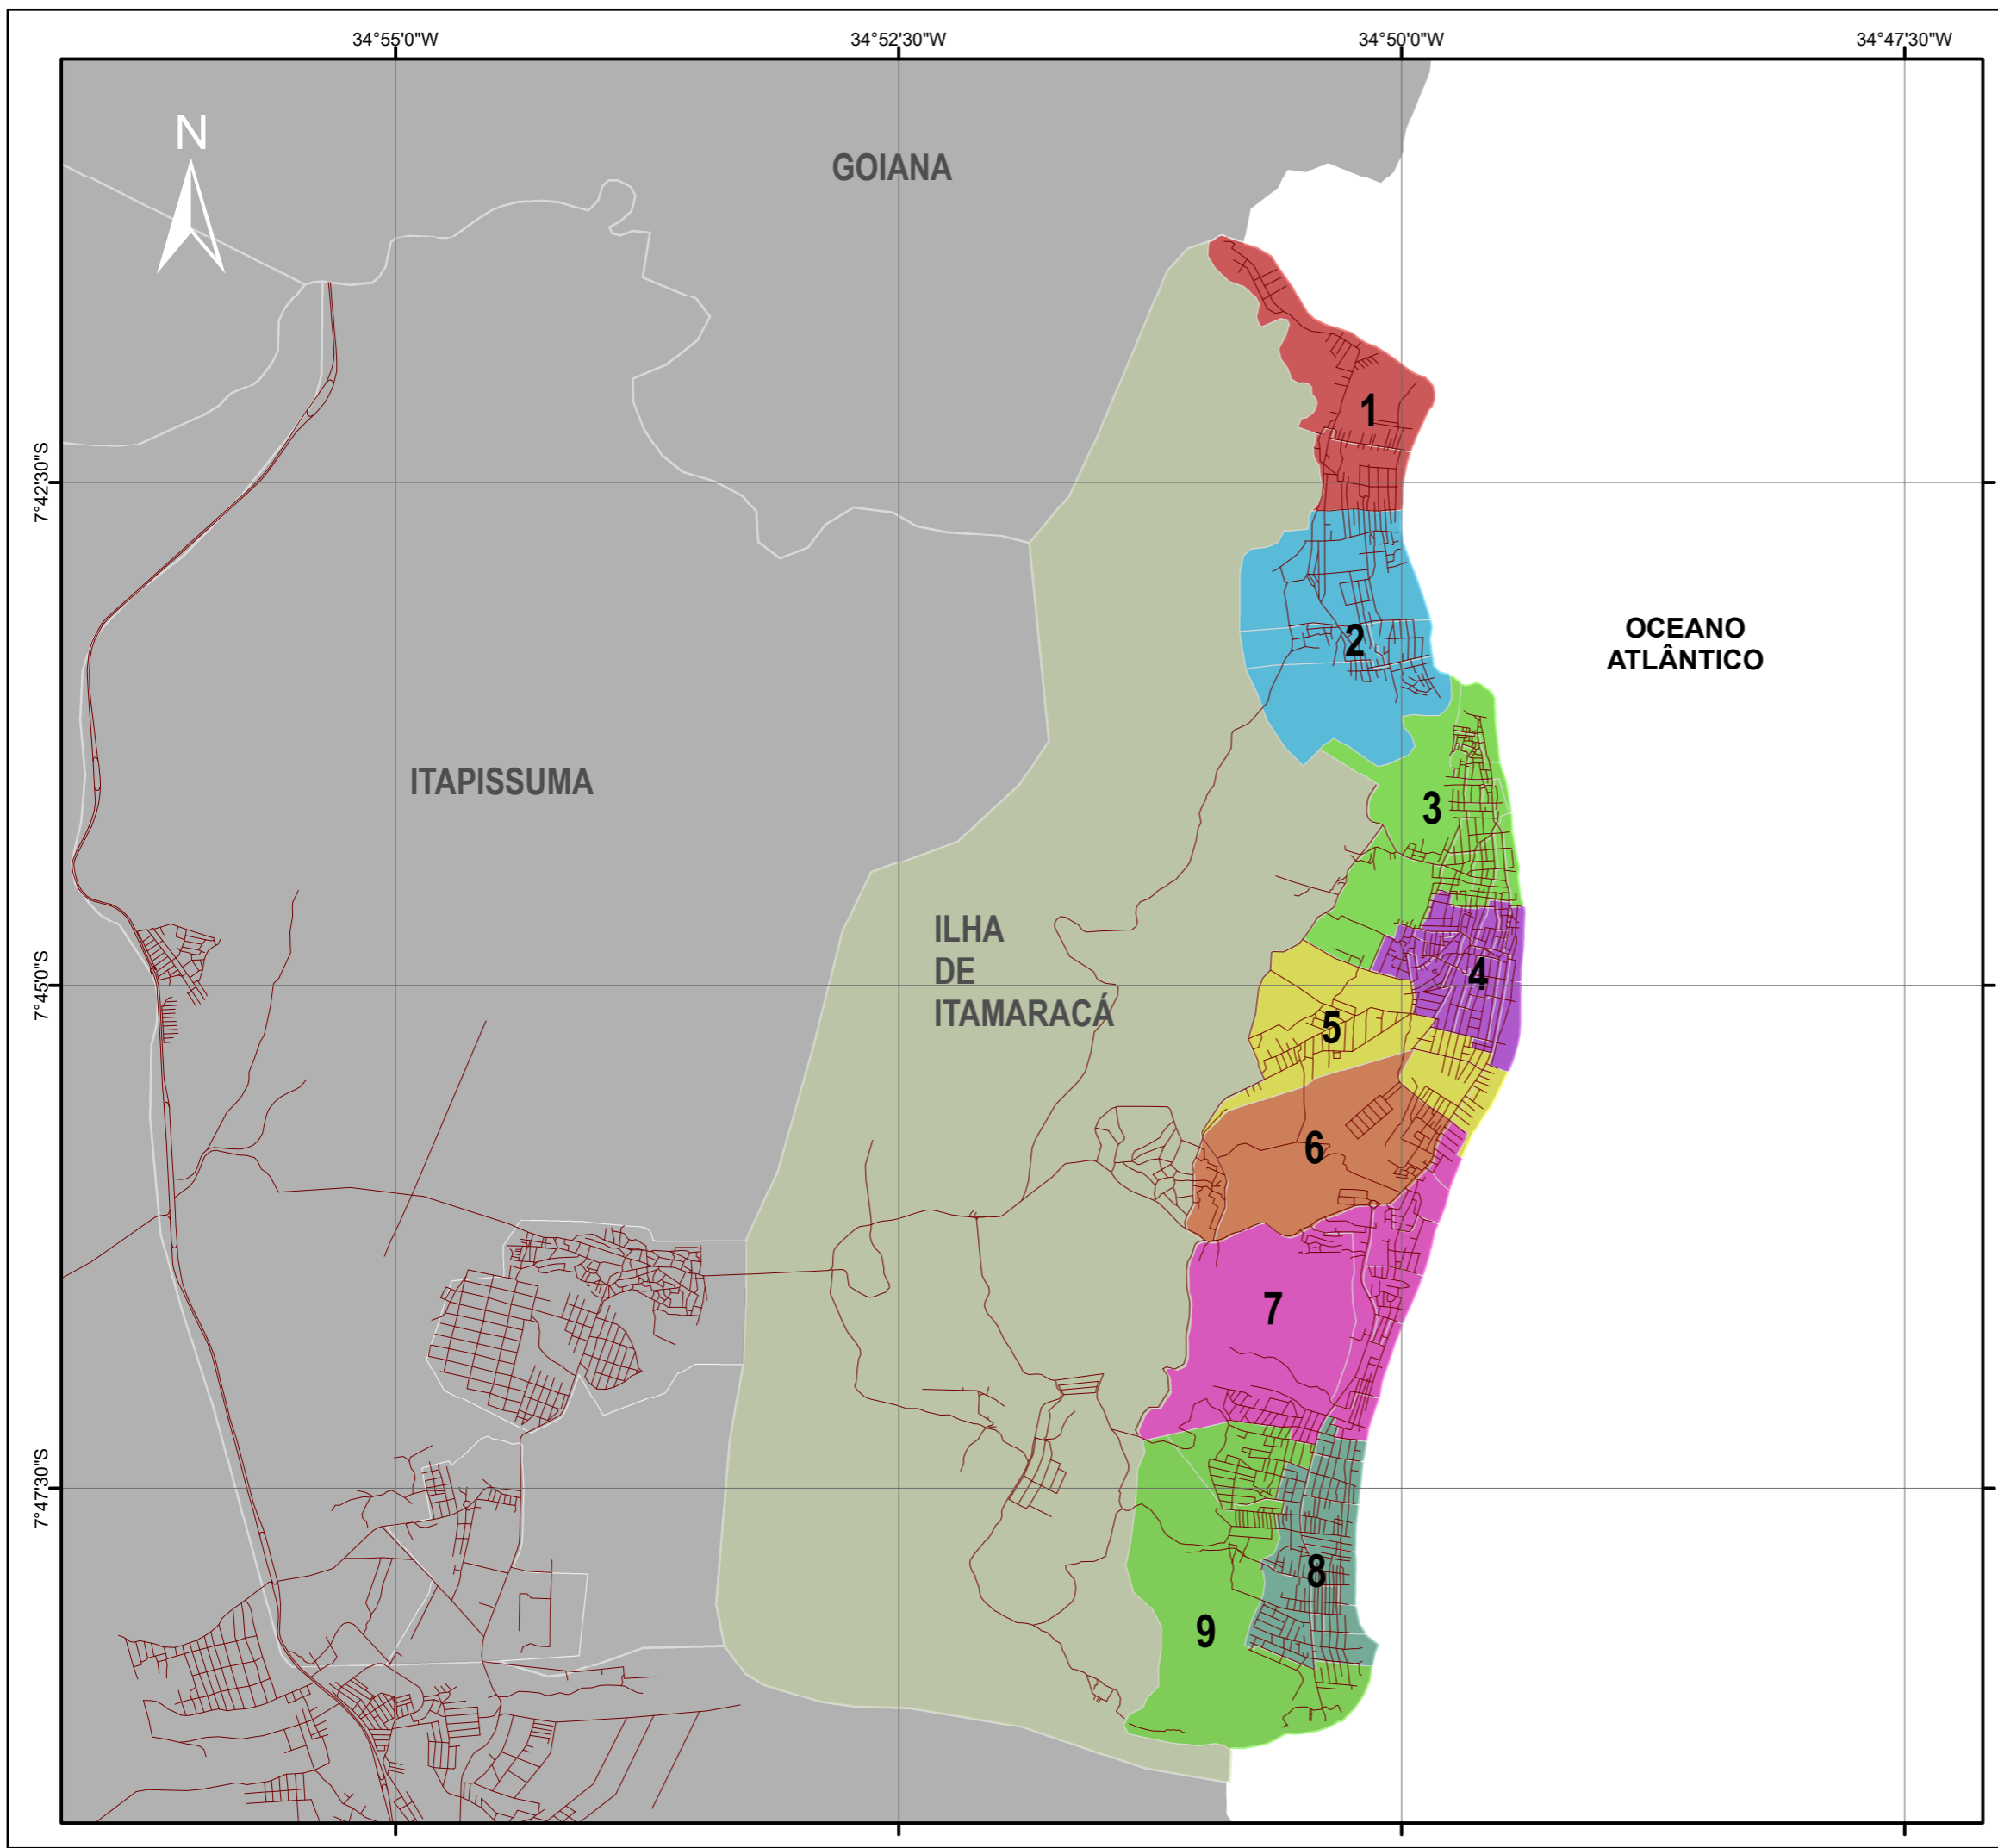 34°55'0"W
34°52'30"W
34°50'0"W
34°47'30"W
N
GOIANA
1
7°42'30"S
2
OCEANO
ATLÂNTICO
ITAPISSUMA
3
ILHA
DE
ITAMARACÁ
4
7°45'0"S
5
6
7
7°47'30"S
8
9